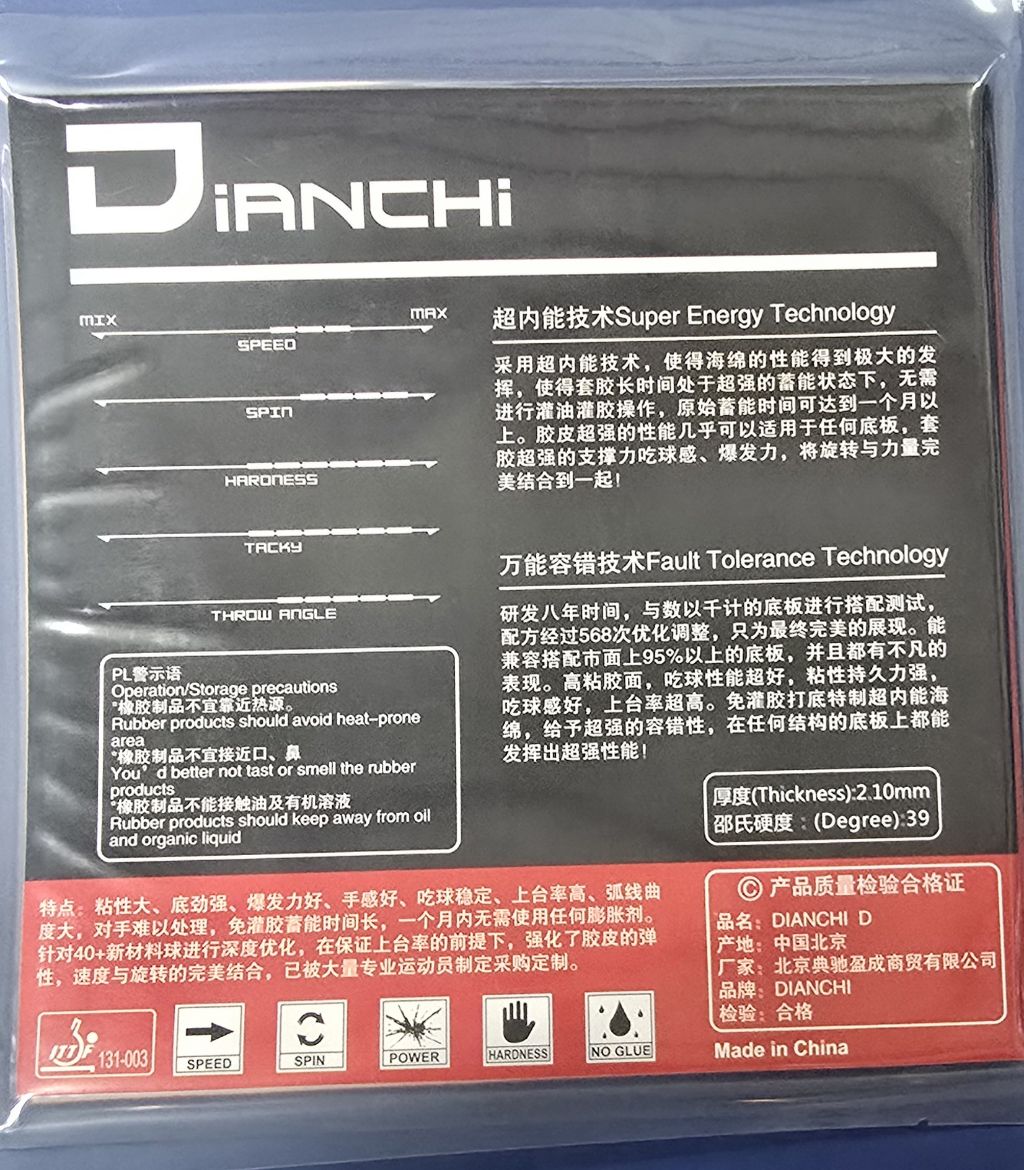 DiANCHi
MIX MAX
SPEED
SPIN
HARDNESS
TACKY
THROW ANGLE
超内能技术Super Energy Technology
采用超内能技术，使得海绵的性能得到极大的发
挥，使得套胶长时间处于超强的蓄能状态下，无需
进行灌油灌胶操作，原始蓄能时间可达到一个月以
上。胶皮超强的性能几乎可以适用于任何底板，套
胶超强的支撑力吃球感、爆发力，将旋转与力量完
美结合到一起！
万能容错技术Fault Tolerance Technology
研发八年时间，与数以千计的底板进行搭配测试，
配方经过568次优化调整，只为最终完美的展现。能
兼容搭配市面上95%以上的底板，并且都有不凡的
表现。高粘胶面，吃球性能超好，粘性持久力强，
吃球感好，上台率超高。免灌胶打底特制超内能海
绵，给予超强的容错性，在任何结构的底板上都能
发挥出超强性能！
PL警示语
Operation/Storage precautions
*橡胶制品不宜靠近热源。
Rubber products should avoid heat-prone
area
*橡胶制品不宜接近口、鼻
You’d better not tast or smell the rubber
products
*橡胶制品不能接触油及有机溶液
Rubber products should keep away from oil
and organic liquid
厚度(Thickness):2.10mm
邵氏硬度：(Degree):39
特点：粘性大、底劲强、爆发力好、手感好、吃球稳定、上台率高、弧线曲
度大，对手难以处理，免灌胶蓄能时间长，一个月内无需使用任何膨胀剂。
针对40+新材料球进行深度优化，在保证上台率的前提下，强化了胶皮的弹
性，速度与旋转的完美结合，已被大量专业运动员制定采购定制。
© 产品质量检验合格证
品名：DIANCHI D
产地：中国北京
厂家：北京典驰盈成商贸有限公司
品牌：DIANCHI
检验：合格
ITTF 131-003
SPEED
SPIN
POWER
HARDNESS
NO GLUE
Made in China